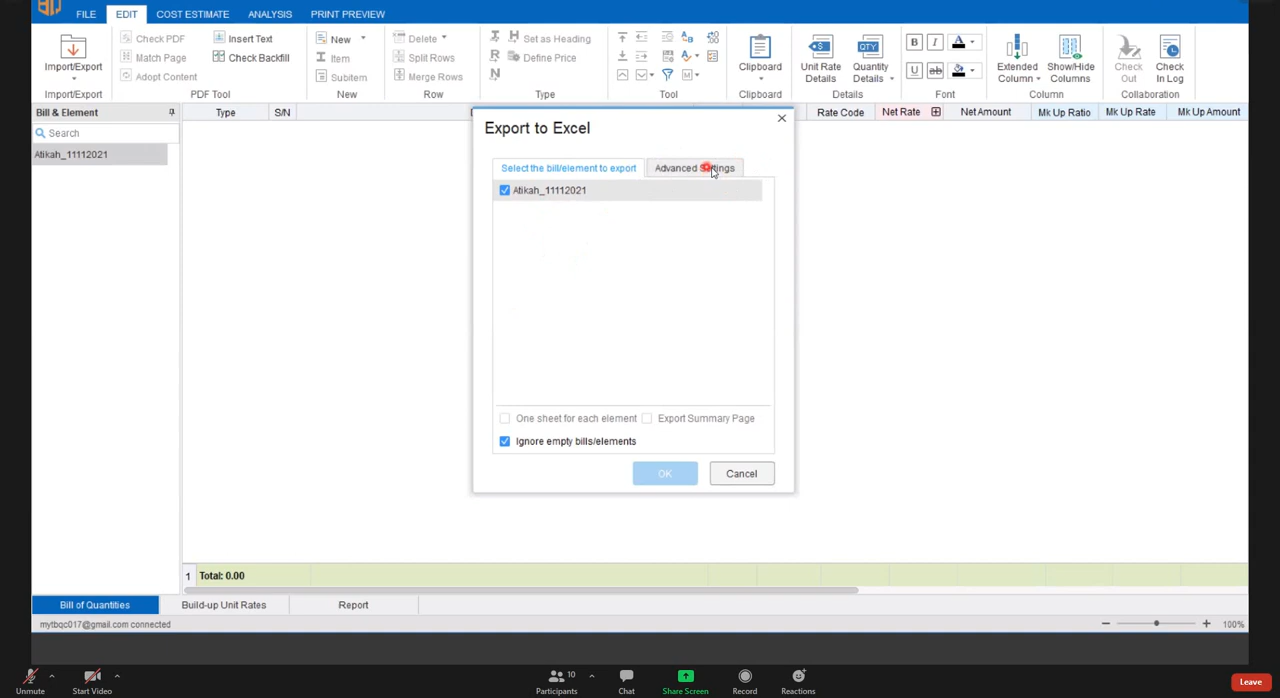 FILE EDIT COST ESTIMATE ANALYSIS PRINT PREVIEW
Import/Export
Import/Export
Check PDF
Match Page
Adopt Content
Insert Text
Check Backfill
PDF Tool
New
Item
Subitem
New
Delete
Split Rows
Merge Rows
Row
Set as Heading
Define Price
Type
Tool
Clipboard
Clipboard
Unit Rate Details
Quantity Details
Details
B I A
U ab
Font
Extended Column
Show/Hide Columns
Column
Check Out
Check In Log
Collaboration
Bill & Element
Search
Atikah_11112021
Type S/N Rate Code Net Rate Net Amount Mk Up Ratio Mk Up Rate Mk Up Amount
Export to Excel
Select the bill/element to export Advanced Settings
Atikah_11112021
One sheet for each element Export Summary Page
Ignore empty bills/elements
OK Cancel
1 Total: 0.00
Bill of Quantities Build-up Unit Rates Report
mytbqc017@gmail.com connected 100%
Unmute Start Video Participants 10 Chat Share Screen Record Reactions Leave